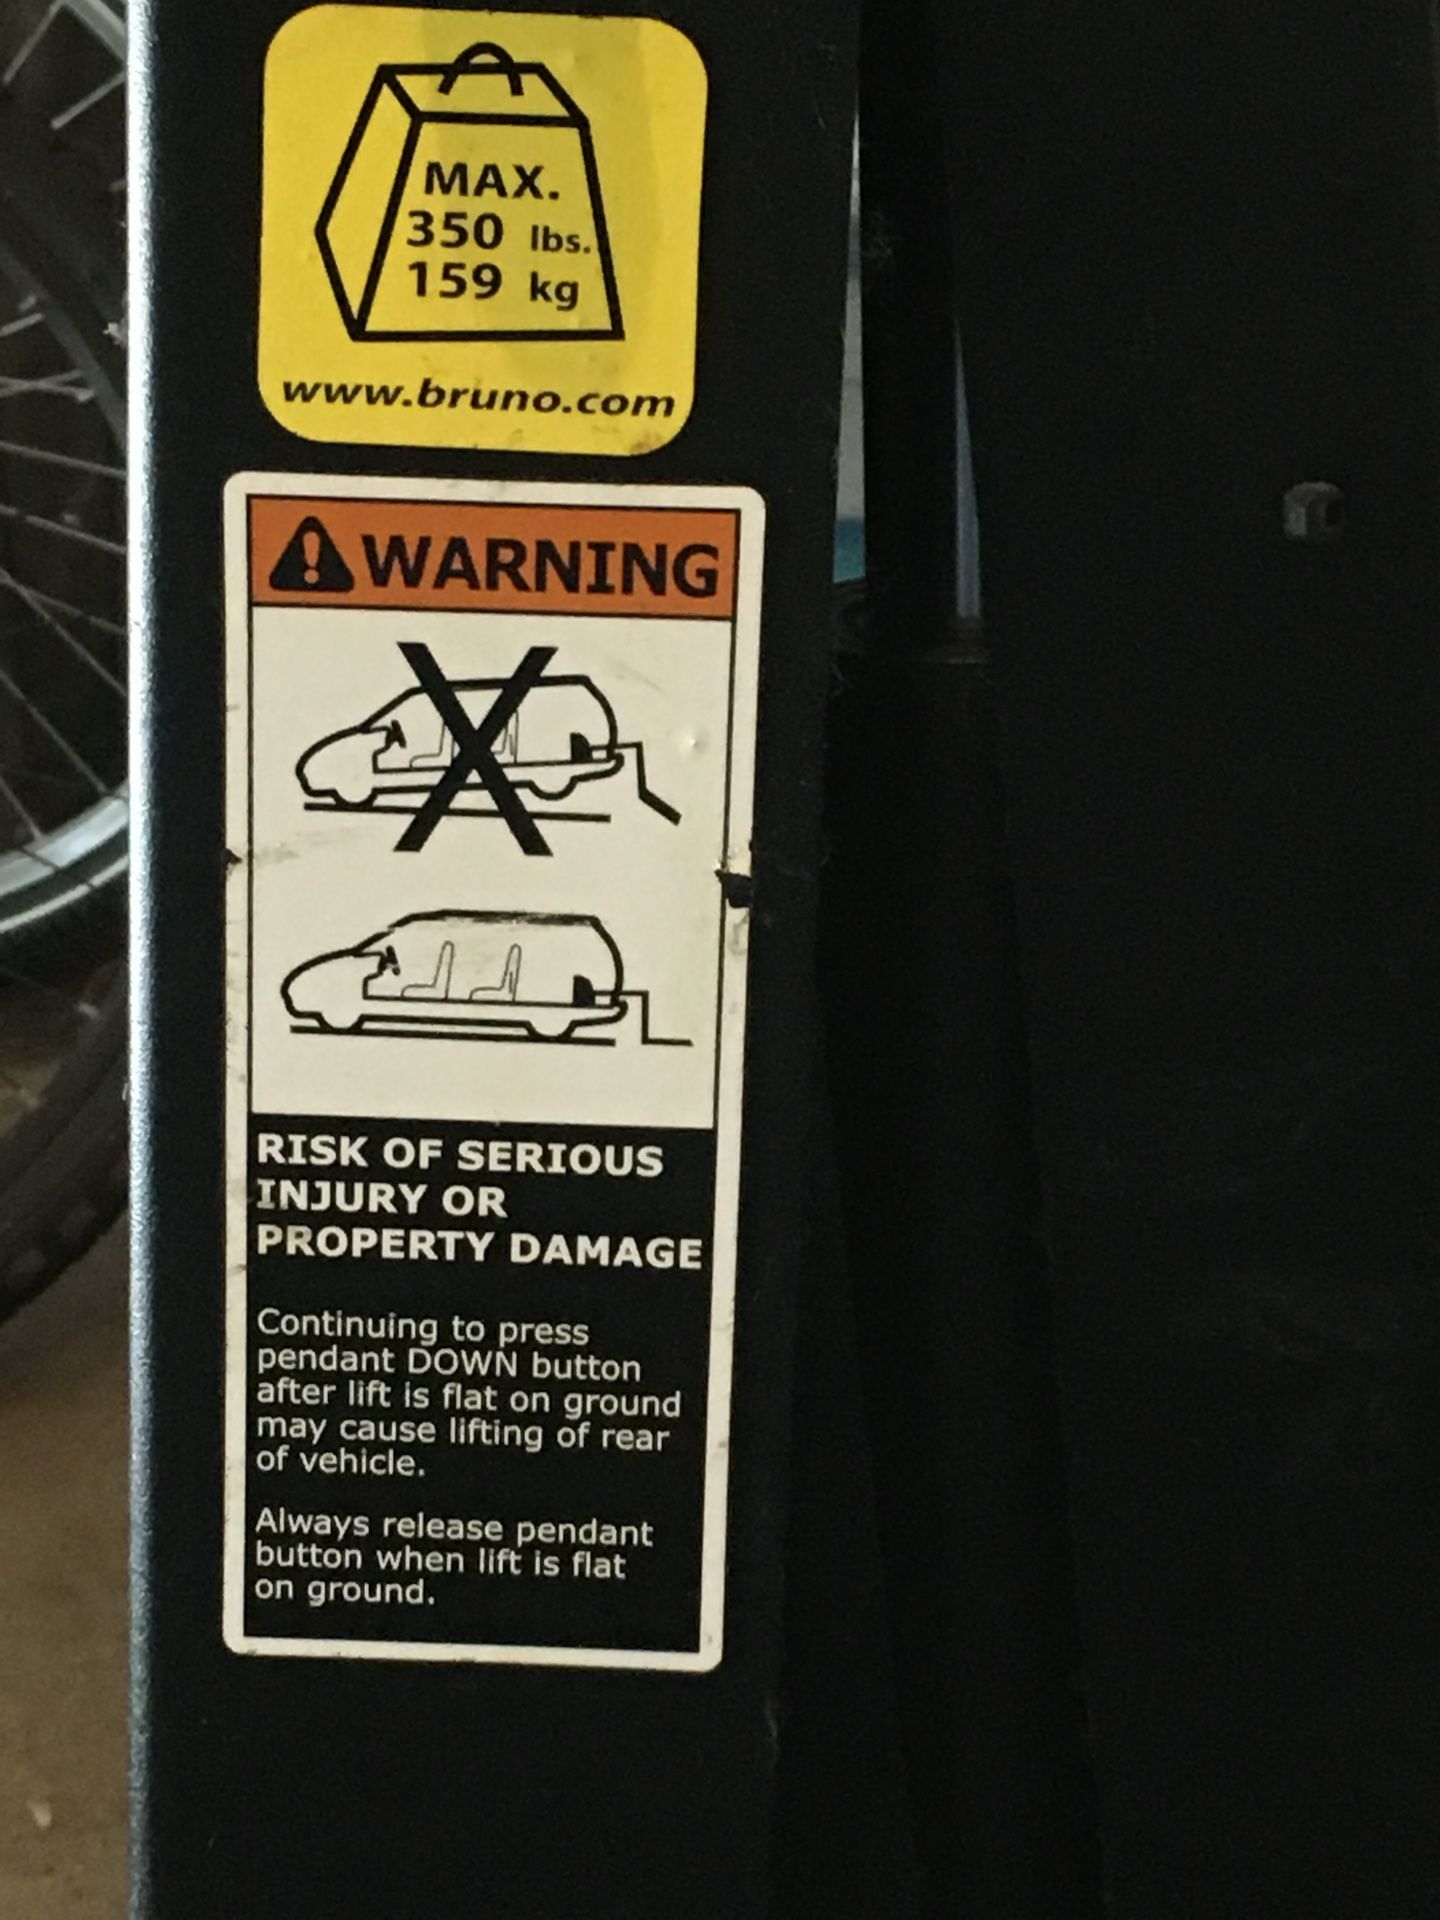 MAX.
350 lbs.
159 kg
www.bruno.com
WARNING
RISK OF SERIOUS
INJURY OR
PROPERTY DAMAGE
Continuing to press
pendant DOWN button
after lift is flat on ground
may cause lifting of rear
of vehicle.
Always release pendant
button when lift is flat
on ground.